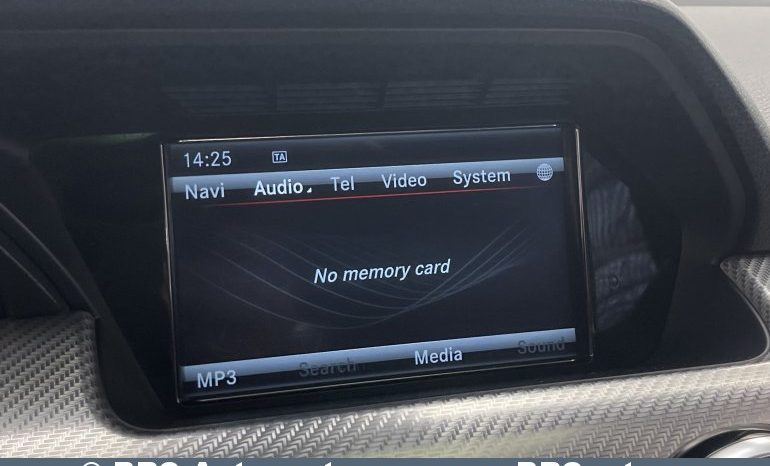 14:25 TA
Navi Audio Tel Video System
No memory card
MP3 Search Media Sound